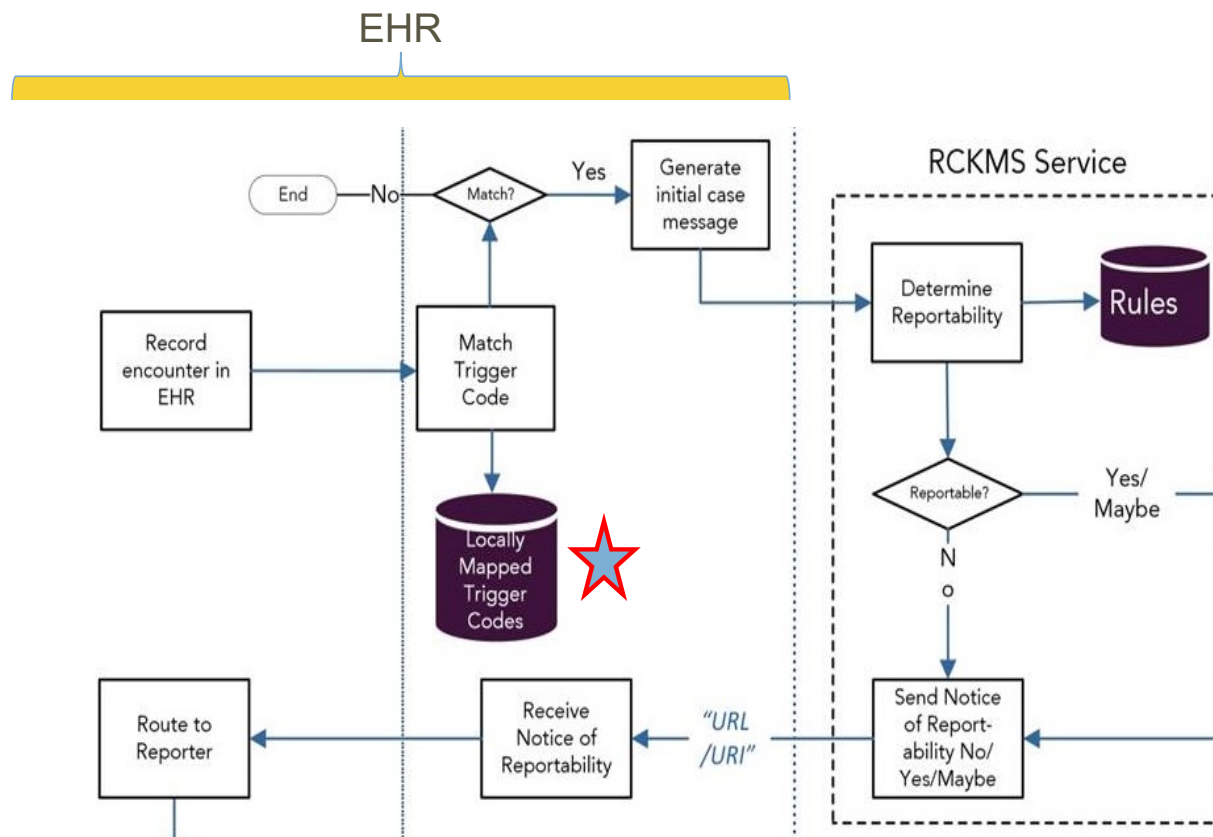 EHR
RCKMS Service
End
No
Match?
Yes
Generate
initial case
message
Record
encounter in
EHR
Match
Trigger
Code
Determine
Reportability
Rules
Locally
Mapped
Trigger
Codes
Reportable?
Yes/
Maybe
N
o
Route to
Reporter
Receive
Notice of
Reportability
"URL
/URI"
Send Notice
of Report-
ability No/
Yes/Maybe